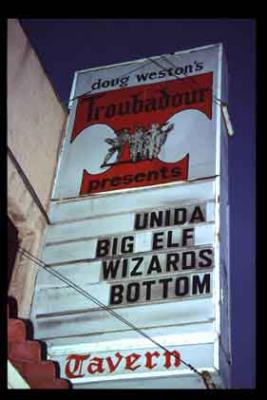 doug weston's
Troubadour
presents
UNIDA
BIG ELF
WIZARDS
BOTTOM
Tavern